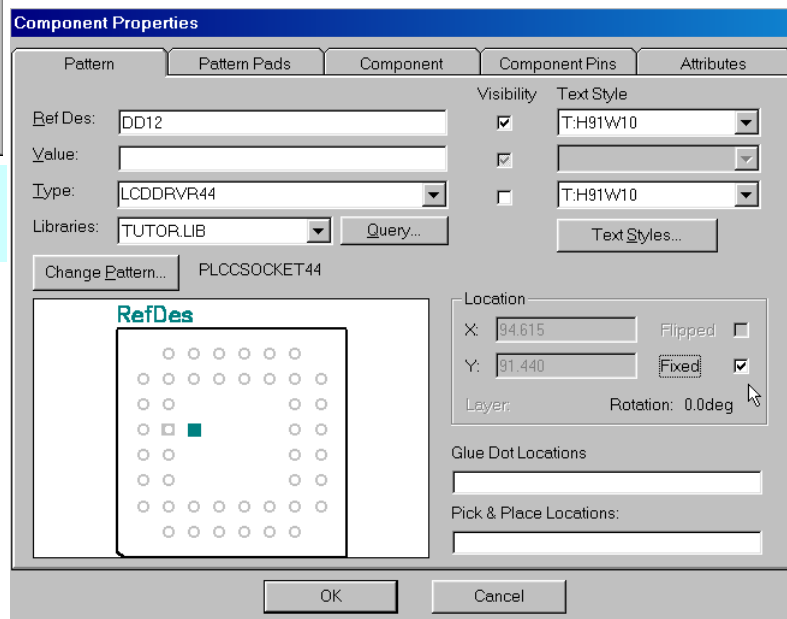 Component Properties
Pattern Pattern Pads Component Component Pins Attributes
Visibility Text Style
Ref Des: DD12 T:H91W10
Value:
Type: LCDDRVR44 T:H91W10
Libraries: TUTOR.LIB Query... Text Styles...
Change Pattern... PLCCSOCKET44
RefDes
Location
X: 94.615 Flipped
Y: 91.440 Fixed
Layer: Rotation: 0.0deg
Glue Dot Locations
Pick & Place Locations:
OK Cancel